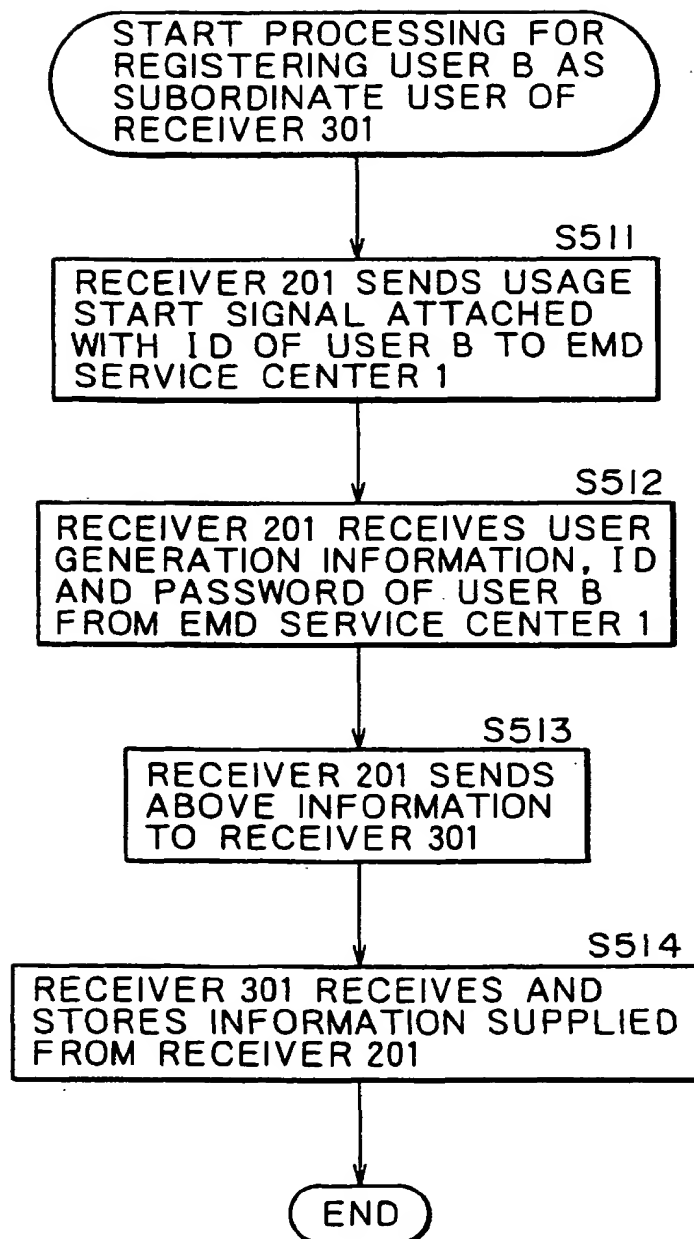 START PROCESSING FOR
REGISTERING USER B AS
SUBORDINATE USER OF
RECEIVER 301
S511
RECEIVER 201 SENDS USAGE
START SIGNAL ATTACHED
WITH ID OF USER B TO EMD
SERVICE CENTER 1
S512
RECEIVER 201 RECEIVES USER
GENERATION INFORMATION, ID
AND PASSWORD OF USER B
FROM EMD SERVICE CENTER 1
S513
RECEIVER 201 SENDS
ABOVE INFORMATION
TO RECEIVER 301
S514
RECEIVER 301 RECEIVES AND
STORES INFORMATION SUPPLIED
FROM RECEIVER 201
END